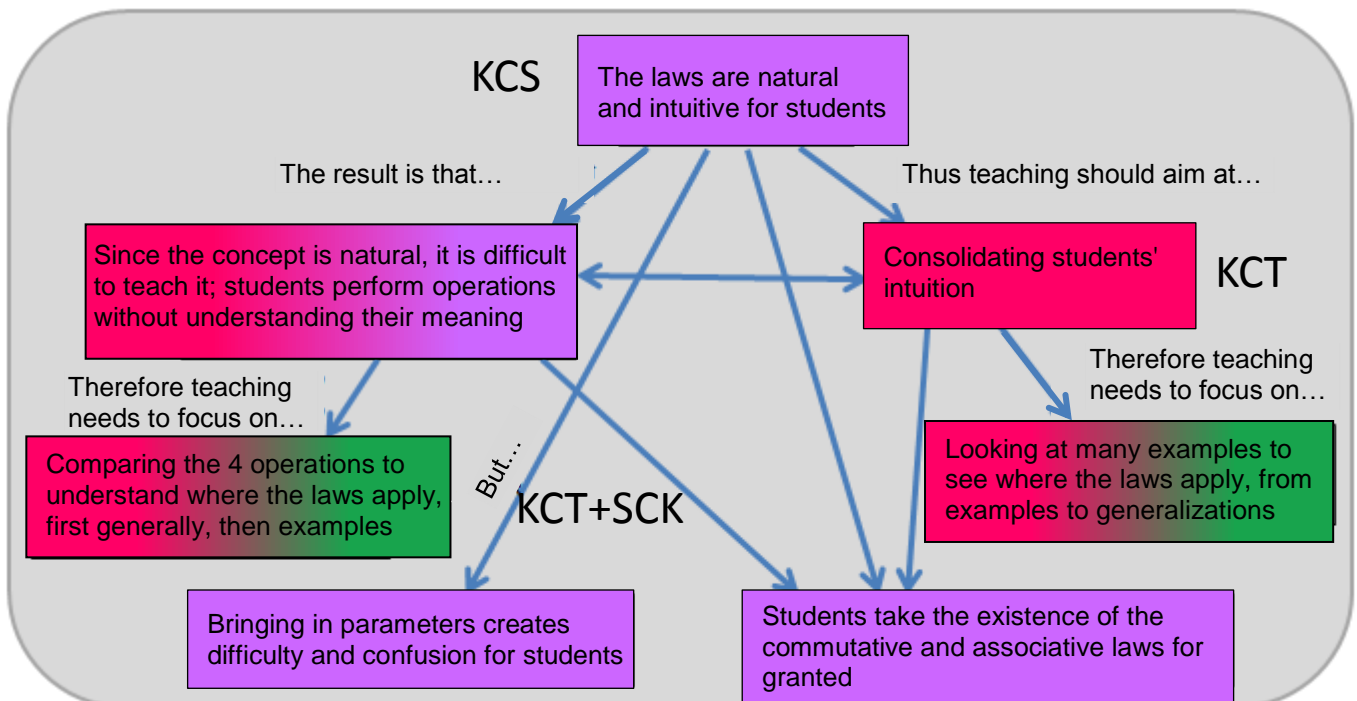 KCS
The laws are natural
and intuitive for students
The result is that…
Thus teaching should aim at…
Since the concept is natural, it is difficult
to teach it; students perform operations
without understanding their meaning
Consolidating students'
intuition
KCT
Therefore teaching
needs to focus on…
Therefore teaching
needs to focus on…
Comparing the 4 operations to
understand where the laws apply,
first generally, then examples
But…
KCT+SCK
Looking at many examples to
see where the laws apply, from
examples to generalizations
Bringing in parameters creates
difficulty and confusion for students
Students take the existence of the
commutative and associative laws for
granted